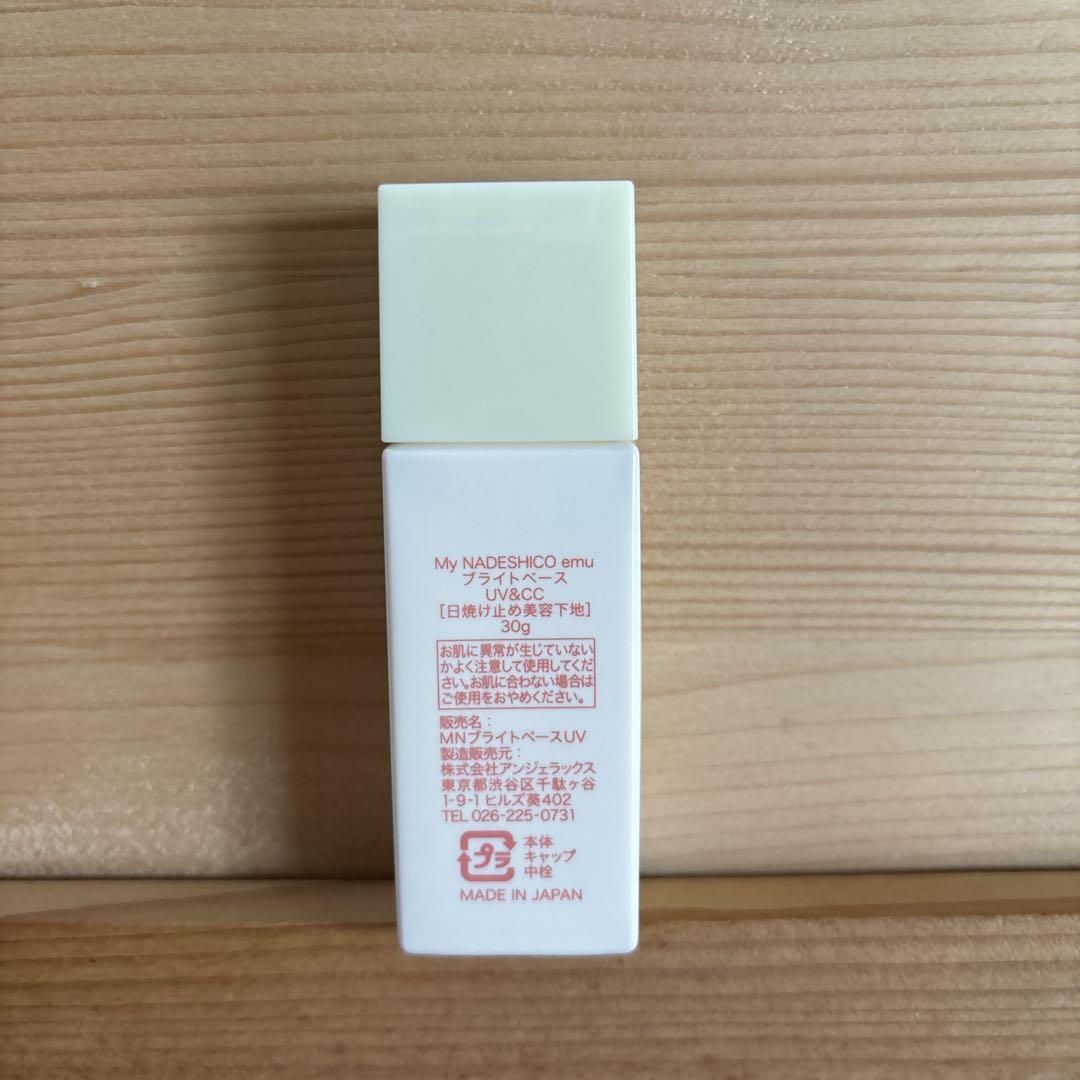 My NADESHICO emu
ブライトベース
UV&CC
[日焼け止め美容下地]
30g
お肌に異常が生じていない
かよく注意して使用してくだ
さい。お肌に合わない場合は
ご使用をおやめください。
販売名：
MNブライトベースUV
製造販売元：
株式会社アンジェラックス
東京都渋谷区千駄ヶ谷
1-9-1 ヒルズ葵402
TEL 026-225-0731
プラ
本体
キャップ
中栓
MADE IN JAPAN